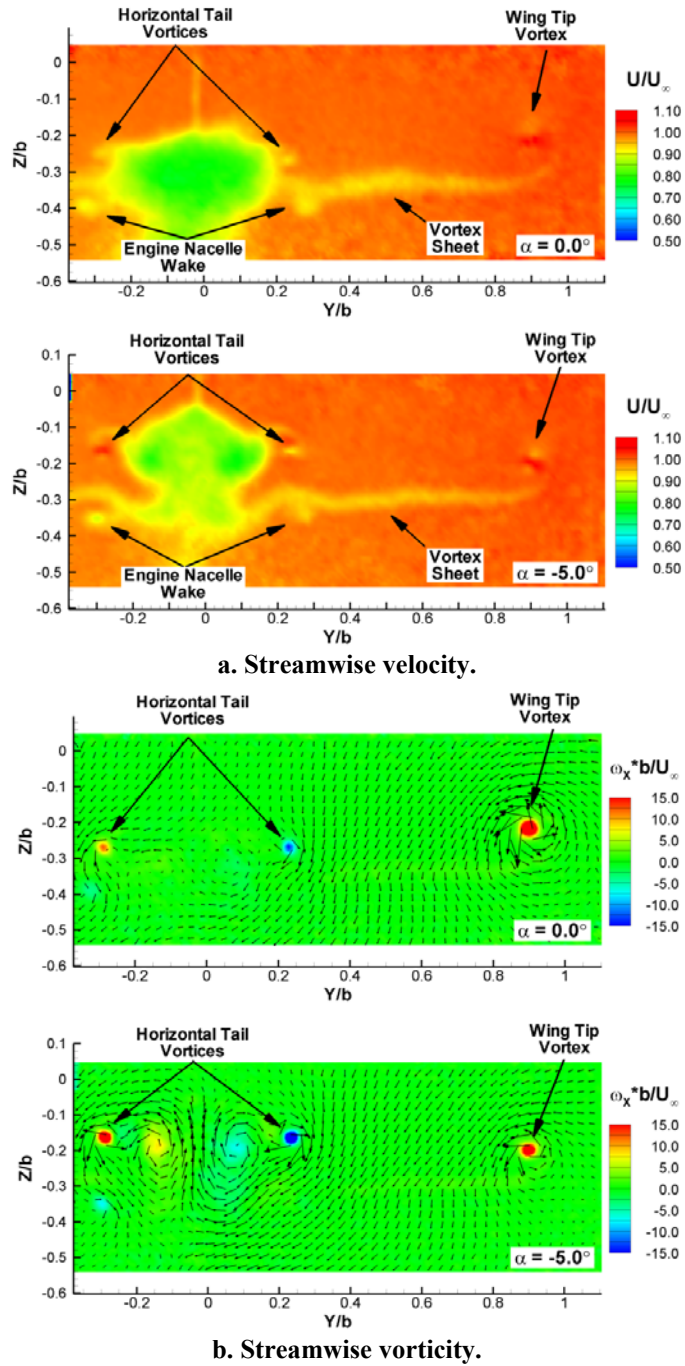 Horizontal Tail
Vortices
Wing Tip
Vortex
U/U∞
1.10
1.00
0.90
0.80
0.70
0.60
0.50
Z/b
0
-0.1
-0.2
-0.3
-0.4
-0.5
-0.6
Engine Nacelle
Wake
Vortex
Sheet
α = 0.0°
-0.2 0 0.2 0.4 0.6 0.8 1
Y/b
Horizontal Tail
Vortices
Wing Tip
Vortex
U/U∞
1.10
1.00
0.90
0.80
0.70
0.60
0.50
Z/b
0.1
0
-0.1
-0.2
-0.3
-0.4
-0.5
-0.6
Engine Nacelle
Wake
Vortex
Sheet
α = -5.0°
-0.2 0 0.2 0.4 0.6 0.8 1
Y/b
a. Streamwise velocity.
Horizontal Tail
Vortices
Wing Tip
Vortex
ωX*b/U∞
15.0
10.0
5.0
0.0
-5.0
-10.0
-15.0
Z/b
0
-0.1
-0.2
-0.3
-0.4
-0.5
-0.6
α = 0.0°
-0.2 0 0.2 0.4 0.6 0.8 1
Y/b
Horizontal Tail
Vortices
Wing Tip
Vortex
ωX*b/U∞
15.0
10.0
5.0
0.0
-5.0
-10.0
-15.0
Z/b
0.1
0
-0.1
-0.2
-0.3
-0.4
-0.5
-0.6
α = -5.0°
-0.2 0 0.2 0.4 0.6 0.8 1
Y/b
b. Streamwise vorticity.